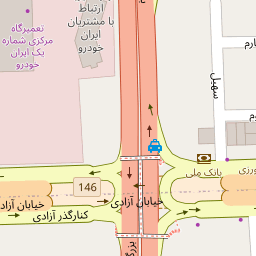 ارتباط
با مشتریان
ایران
خودرو
تعمیرگاه
مرکزی شماره
یک ایران
خودرو
سهیل
بانک ملی
146
خیابان آزادی
خیابان آزاد
کنارگذر آزادی